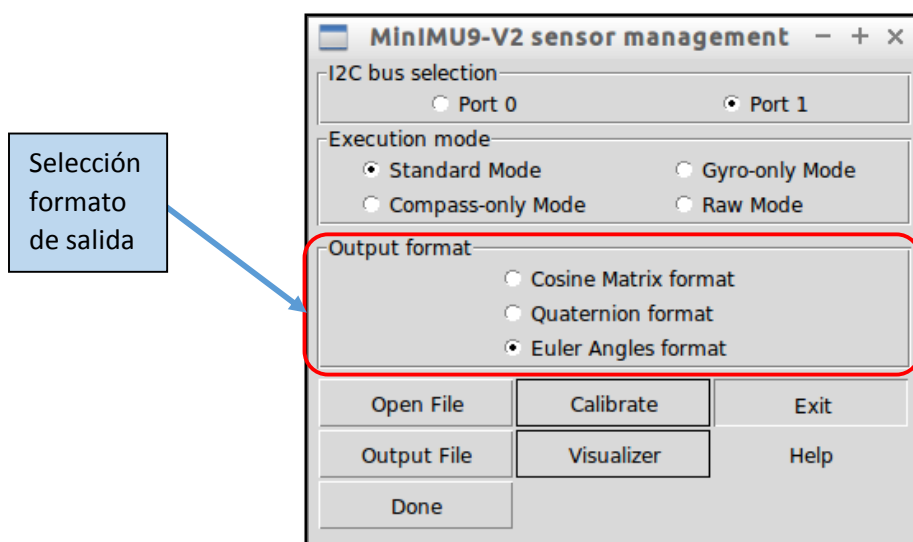 MinIMU9-V2 sensor management
I2C bus selection
Port 0 Port 1
Execution mode
Standard Mode Gyro-only Mode
Compass-only Mode Raw Mode
Selección
formato
de salida
Output format
Cosine Matrix format
Quaternion format
Euler Angles format
Open File Calibrate Exit
Output File Visualizer Help
Done